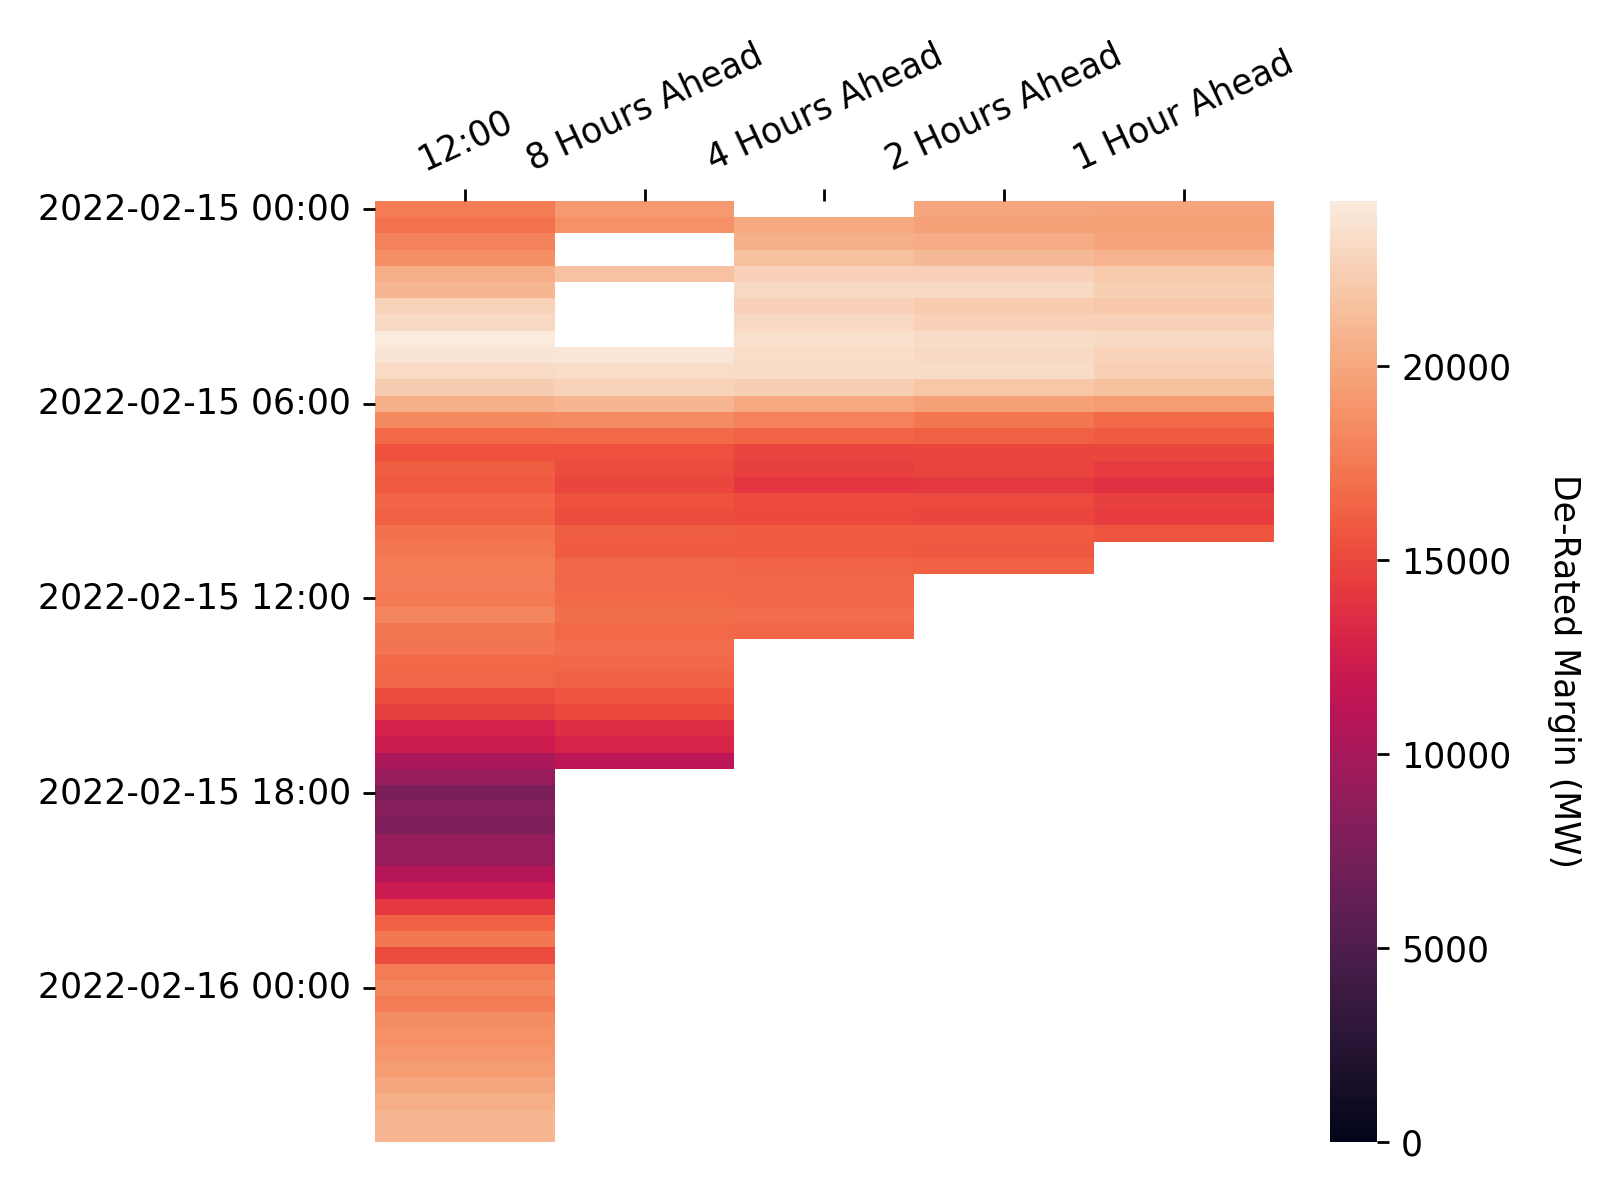 12:00
8 Hours Ahead
4 Hours Ahead
2 Hours Ahead
1 Hour Ahead
2022-02-15 00:00
2022-02-15 06:00
2022-02-15 12:00
2022-02-15 18:00
2022-02-16 00:00
20000
15000
10000
5000
0
De-Rated Margin (MW)